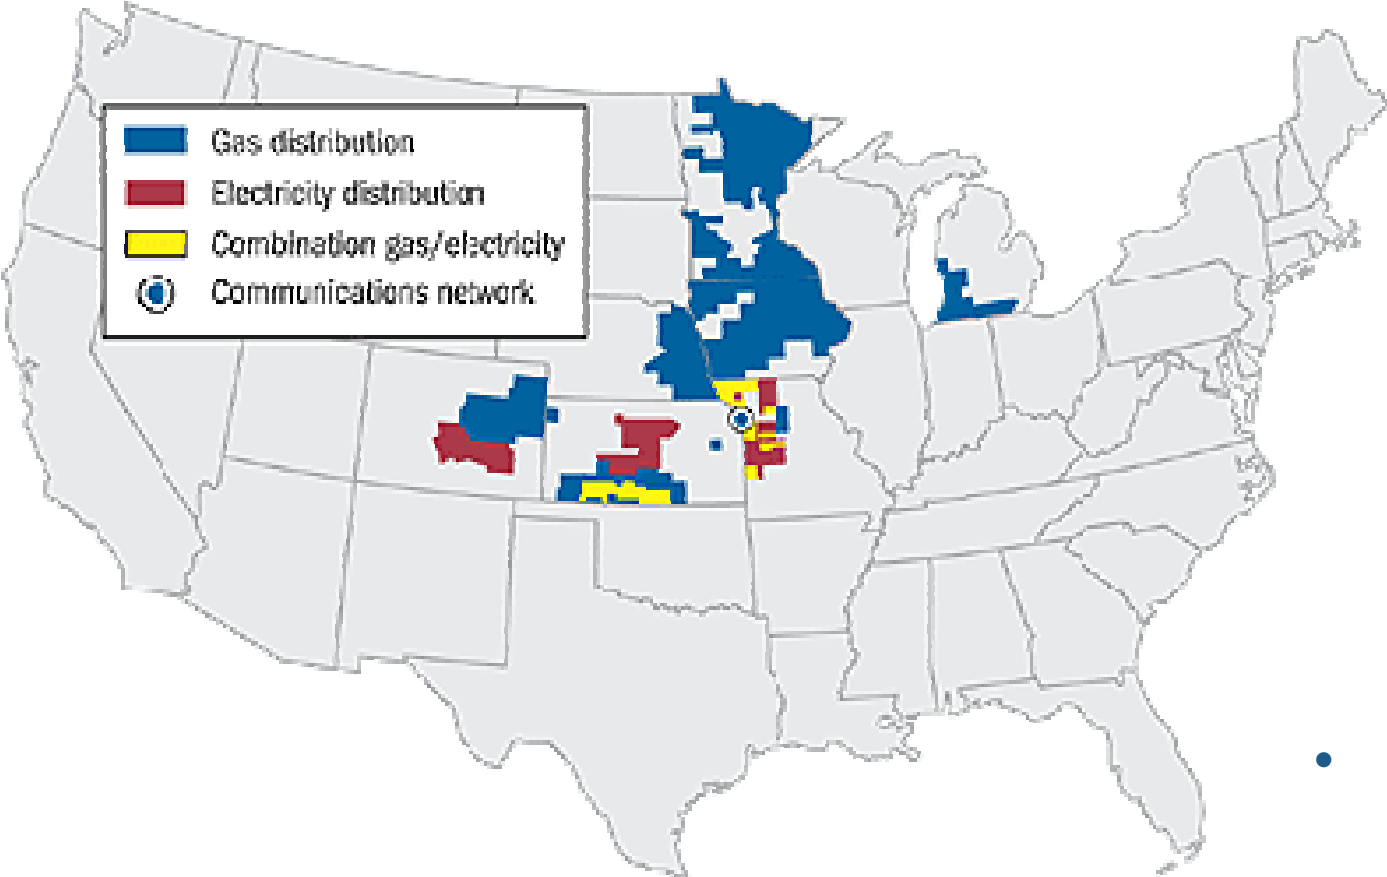 Gas distribution
Electricity distribution
Combination gas/electricity
Communications network